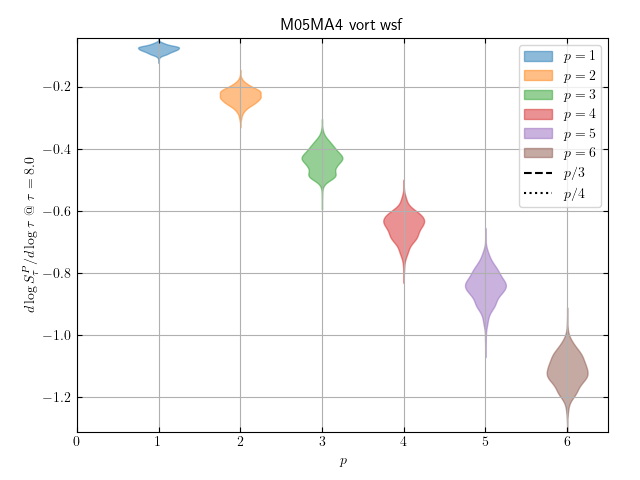 M05MA4 vort wsf
d log S_τ^P / d log τ @ τ = 8.0
−0.2
−0.4
−0.6
−0.8
−1.0
−1.2
0 1 2 3 4 5 6
p
p = 1
p = 2
p = 3
p = 4
p = 5
p = 6
p/3
p/4